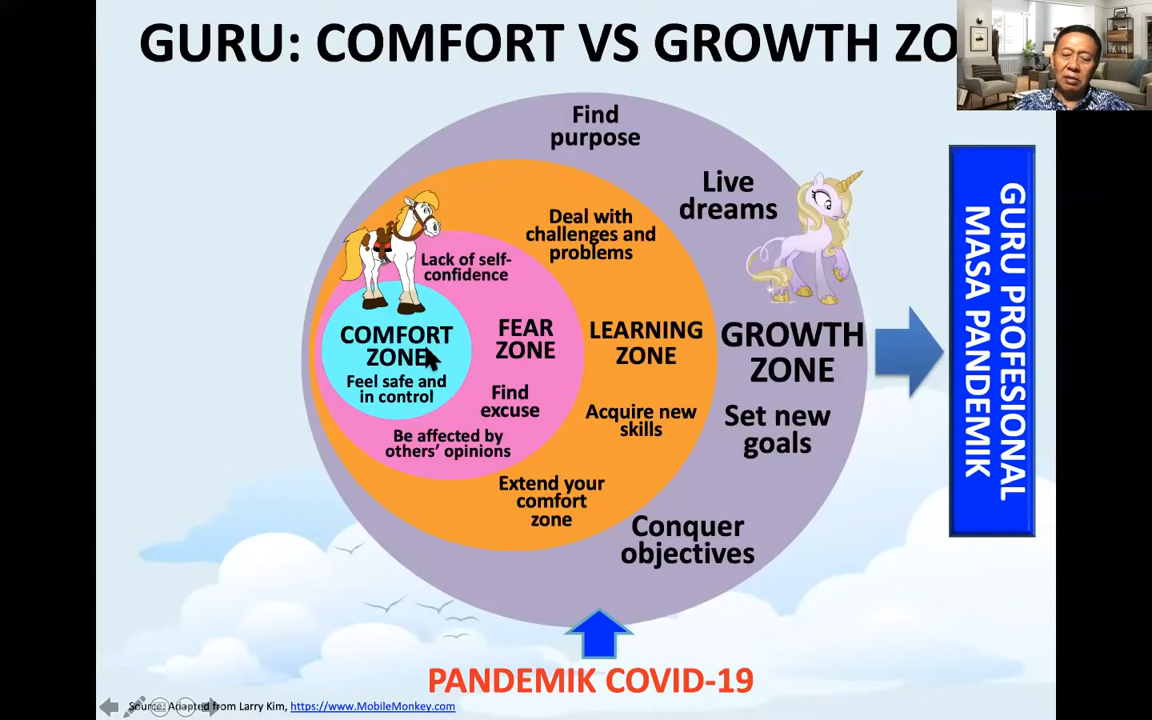 GURU: COMFORT VS GROWTH ZO
Find
purpose
Live
dreams
Deal with
challenges and
problems
Lack of self-
confidence
COMFORT
ZONE
Feel safe and
in control
FEAR
ZONE
LEARNING
ZONE
GROWTH
ZONE
Find
excuse
Acquire new
skills
Set new
goals
Be affected by
others' opinions
Extend your
comfort
zone
Conquer
objectives
GURU PROFESIONAL
MASA PANDEMIK
PANDEMIK COVID-19
Source: Adapted from Larry Kim, https://www.MobileMonkey.com